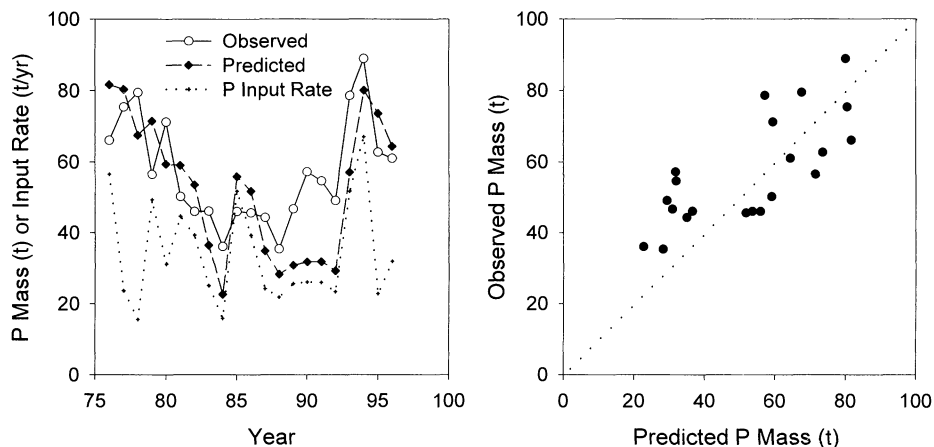 100
80
60
40
20
0
P Mass (t) or Input Rate (t/yr)
Observed
Predicted
P Input Rate
75 80 85 90 95 100
Year
100
80
60
40
20
0
Observed P Mass (t)
0 20 40 60 80 100
Predicted P Mass (t)